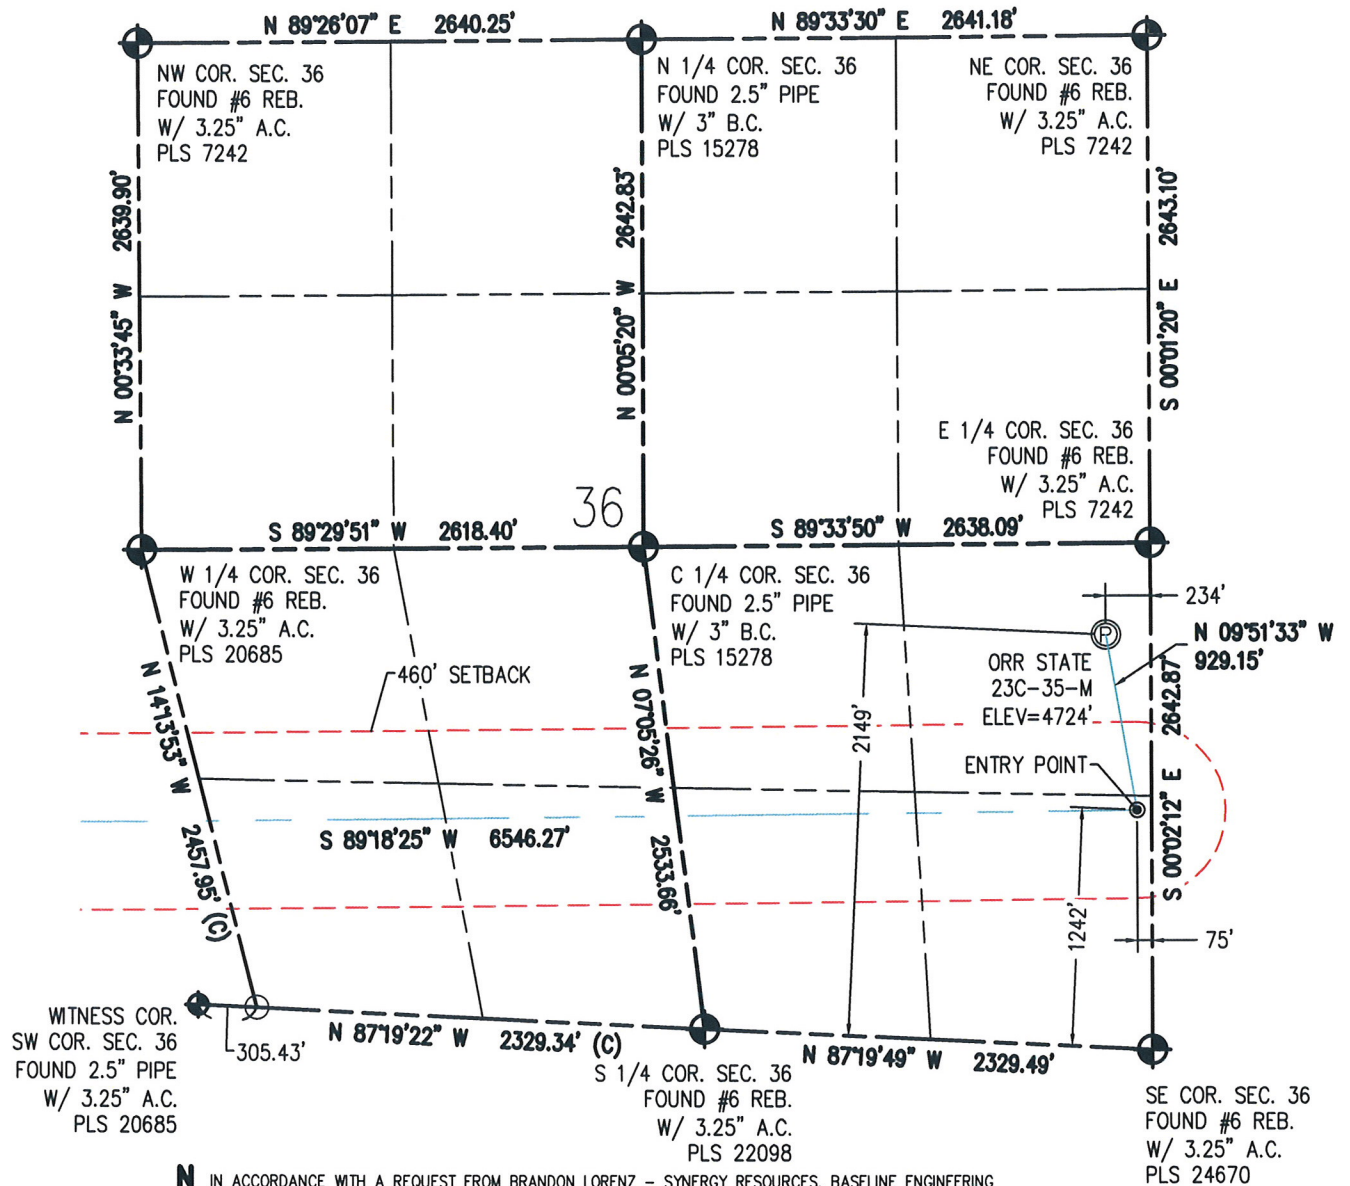 N 89°26'07" E 2640.25'
N 89°33'30" E 2641.18'
NW COR. SEC. 36
FOUND #6 REB.
W/ 3.25" A.C.
PLS 7242
N 1/4 COR. SEC. 36
FOUND 2.5" PIPE
W/ 3" B.C.
PLS 15278
NE COR. SEC. 36
FOUND #6 REB.
W/ 3.25" A.C.
PLS 7242
N 00°33'45" W 2639.90'
N 00°05'20" W 2642.83'
S 00°01'20" E 2643.10'
E 1/4 COR. SEC. 36
FOUND #6 REB.
W/ 3.25" A.C.
PLS 7242
36
S 89°29'51" W 2618.40'
S 89°33'50" W 2638.09'
W 1/4 COR. SEC. 36
FOUND #6 REB.
W/ 3.25" A.C.
PLS 20685
C 1/4 COR. SEC. 36
FOUND 2.5" PIPE
W/ 3" B.C.
PLS 15278
234'
P
N 09°51'33" W
929.15'
ORR STATE
23C-35-M
ELEV=4724'
460' SETBACK
N 14°13'53" W 2457.95' (C)
N 07°05'26" W 2533.66'
2149'
S 00°02'12" E 2642.87'
ENTRY POINT
S 89°18'25" W 6546.27'
1242'
75'
WITNESS COR.
SW COR. SEC. 36
FOUND 2.5" PIPE
W/ 3.25" A.C.
PLS 20685
305.43'
N 87°19'22" W 2329.34' (C)
N 87°19'49" W 2329.49'
S 1/4 COR. SEC. 36
FOUND #6 REB.
W/ 3.25" A.C.
PLS 22098
SE COR. SEC. 36
FOUND #6 REB.
W/ 3.25" A.C.
PLS 24670
N IN ACCORDANCE WITH A REQUEST FROM BRANDON LORENZ - SYNERGY RESOURCES, BASELINE ENGINEERING